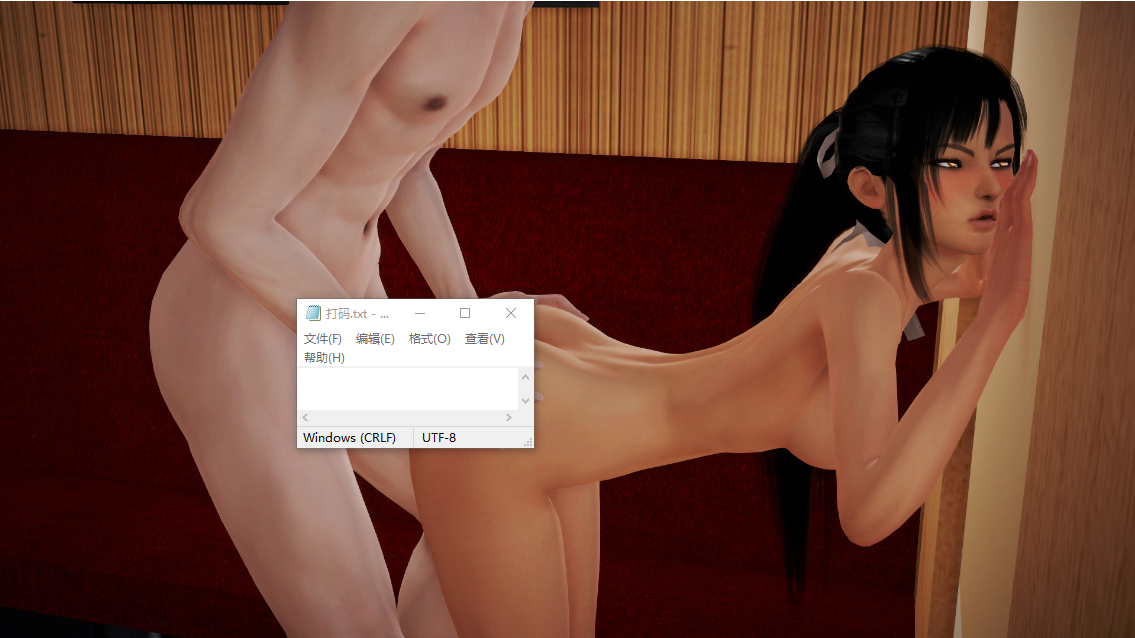 打码.txt - ...
文件(F) 编辑(E) 格式(O) 查看(V)
帮助(H)
Windows (CRLF) UTF-8